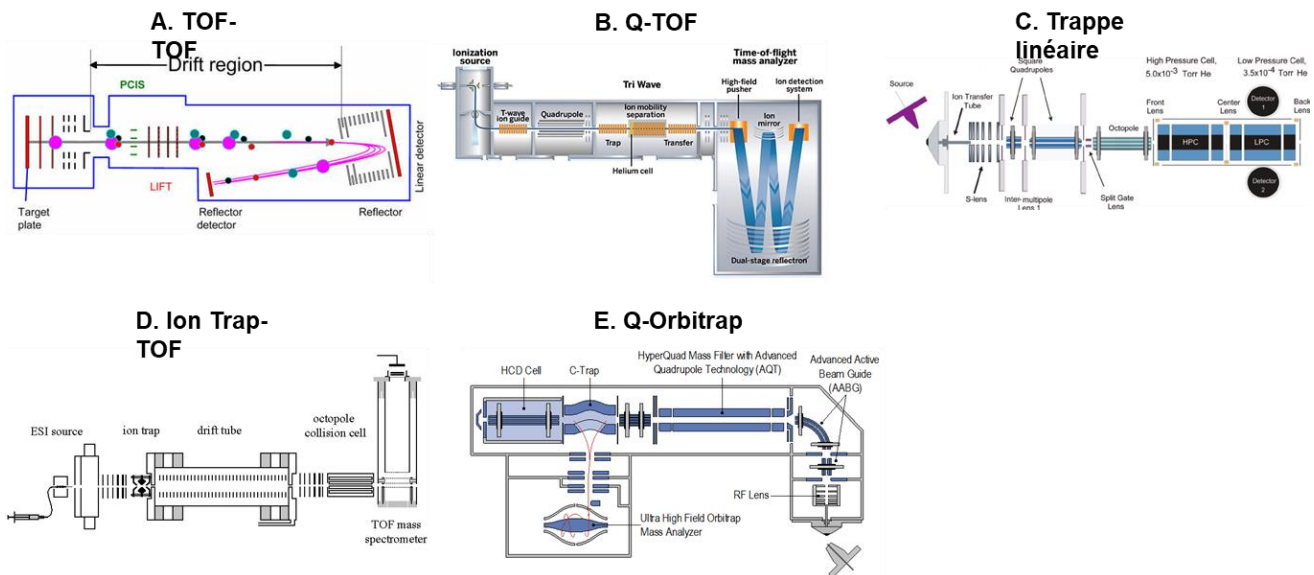 A. TOF-
TOF
Drift region
PCIS
LIFT
Linear detector
Target
plate
Reflector
detector
Reflector
B. Q-TOF
Ionization
source
Time-of-flight
mass analyzer
Tri Wave
High-field
pusher
Ion detection
system
T-wave
ion guide
Quadrupole
Ion mobility
separation
Ion
mirror
Trap
Transfer
Helium cell
Dual-stage reflectron
C. Trappe
linéaire
Square
Quadrupoles
High Pressure Cell,
5.0x10-3 Torr He
Low Pressure Cell,
3.5x10-4 Torr He
Source
Ion Transfer
Tube
Front
Lens
Center
Lens
Detector
1
Back
Lens
Octopole
HPC
LPC
S-lens
Inter-multipole
Lens 1
Split Gate
Lens
Detector
2
D. Ion Trap-
TOF
ESI source
ion trap
drift tube
octopole
collision cell
TOF mass
spectrometer
E. Q-Orbitrap
HCD Cell
C-Trap
HyperQuad Mass Filter with Advanced
Quadrupole Technology (AQT)
Advanced Active
Beam Guide
(AABG)
RF Lens
Ultra High Field Orbitrap
Mass Analyzer